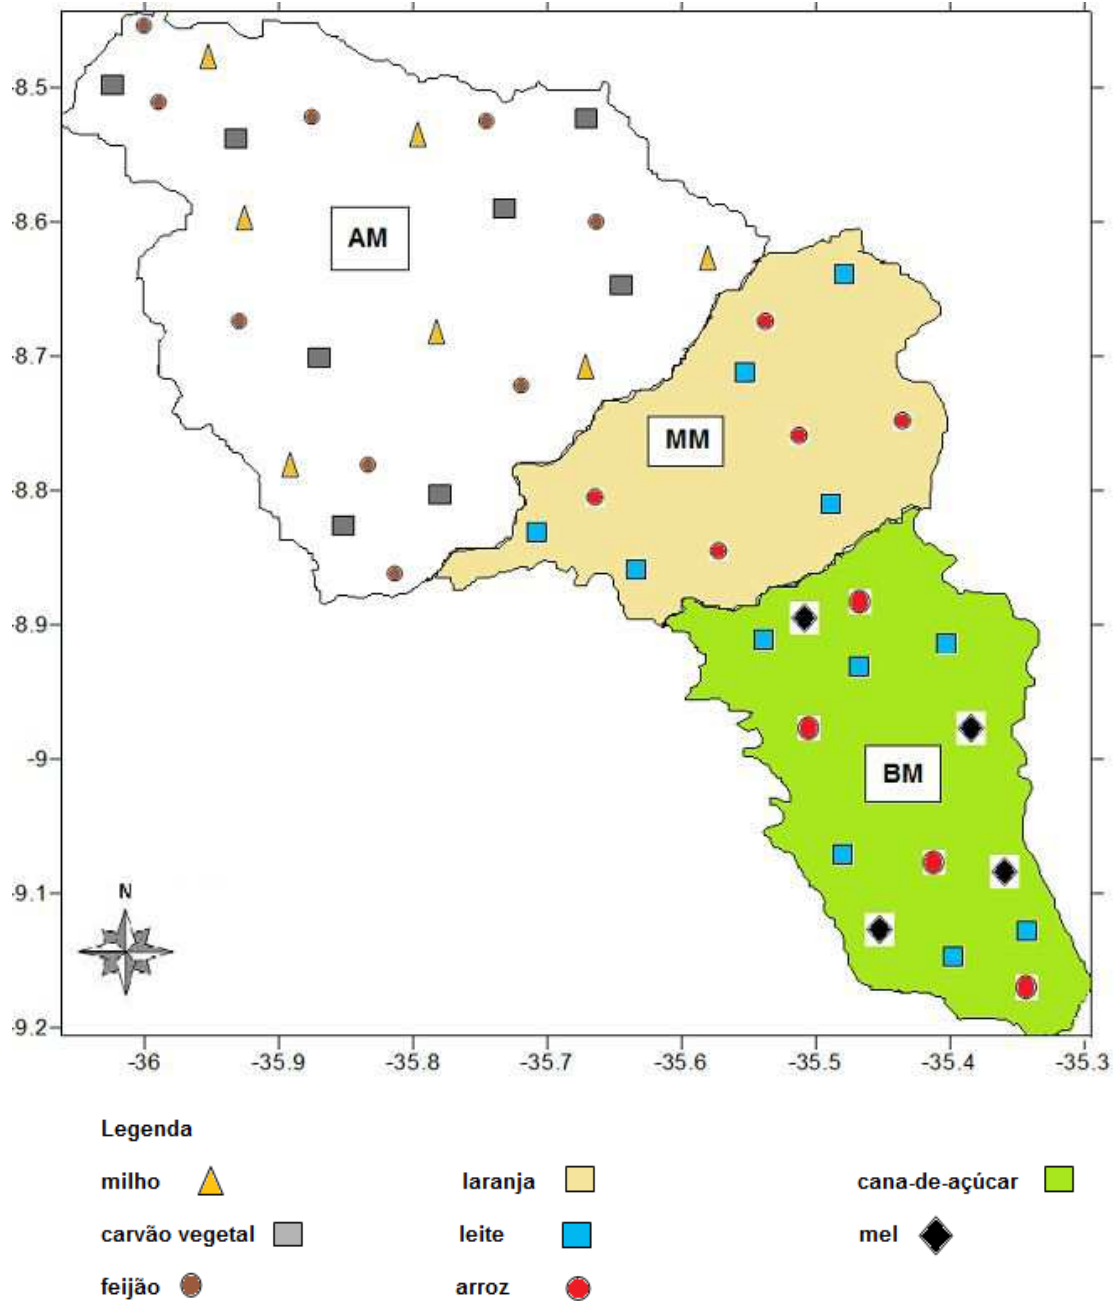 -8.5
-8.6
AM
-8.7
MM
-8.8
-8.9
-9
BM
N
-9.1
-9.2
-36 -35.9 -35.8 -35.7 -35.6 -35.5 -35.4 -35.3
Legenda
milho laranja cana-de-açúcar
carvão vegetal leite mel
feijão arroz